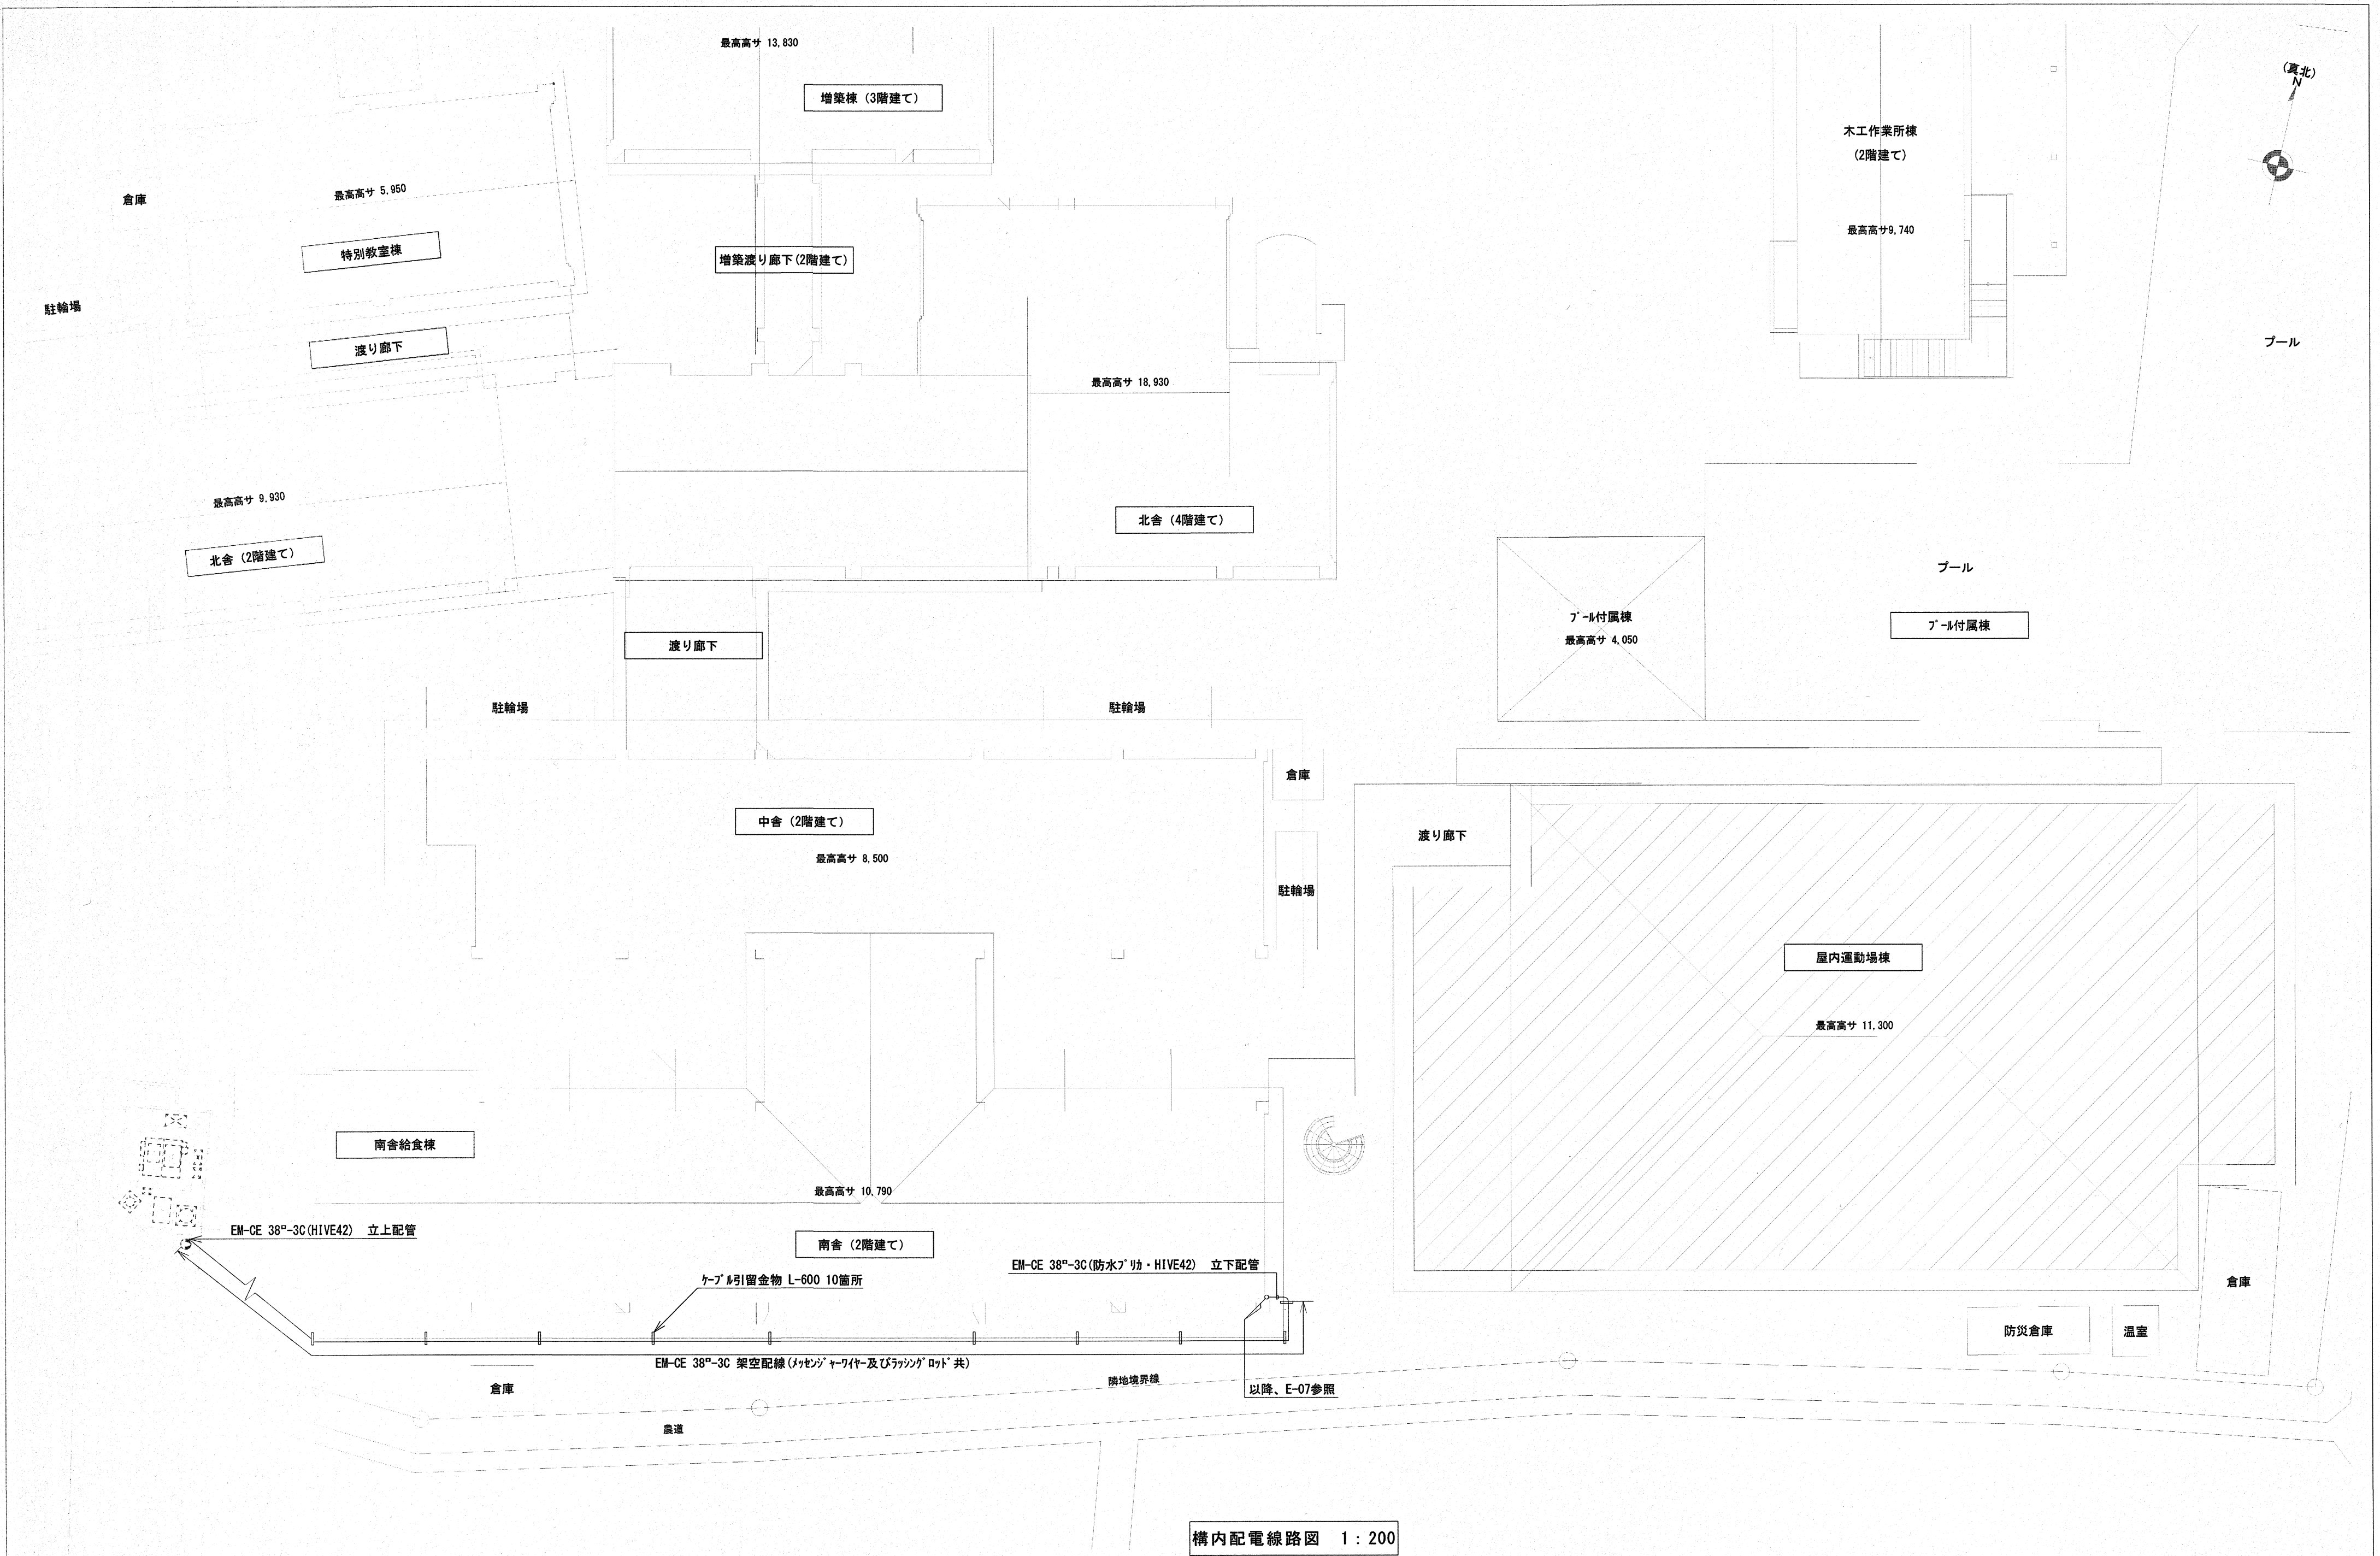 最高高サ 13,830
増築棟（3階建て）
(真北)
N
木工作業所棟
(2階建て)
最高高サ9,740
倉庫
最高高サ 5,950
特別教室棟
増築渡り廊下(2階建て)
駐輪場
渡り廊下
プール
最高高サ 18,930
最高高サ 9,930
北舎（2階建て）
北舎（4階建て）
プール
ﾌﾟｰﾙ付属棟
最高高サ 4,050
ﾌﾟｰﾙ付属棟
渡り廊下
駐輪場
駐輪場
倉庫
中舎（2階建て）
最高高サ 8,500
渡り廊下
駐輪場
屋内運動場棟
最高高サ 11,300
南舎給食棟
最高高サ 10,790
EM-CE 38ﾛ-3C(HIVE42)　立上配管
南舎（2階建て）
EM-CE 38ﾛ-3C(防水ﾌﾟﾘｶ・HIVE42)　立下配管
ｹｰﾌﾞﾙ引留金物 L-600 10箇所
倉庫
防災倉庫
温室
EM-CE 38ﾛ-3C 架空配線(ﾒｯｾﾝｼﾞｬｰﾜｲﾔｰ及びﾗｯｼﾝｸﾞﾛｯﾄﾞ共)
倉庫
隣地境界線
以降、E-07参照
農道
構内配電線路図　1：200